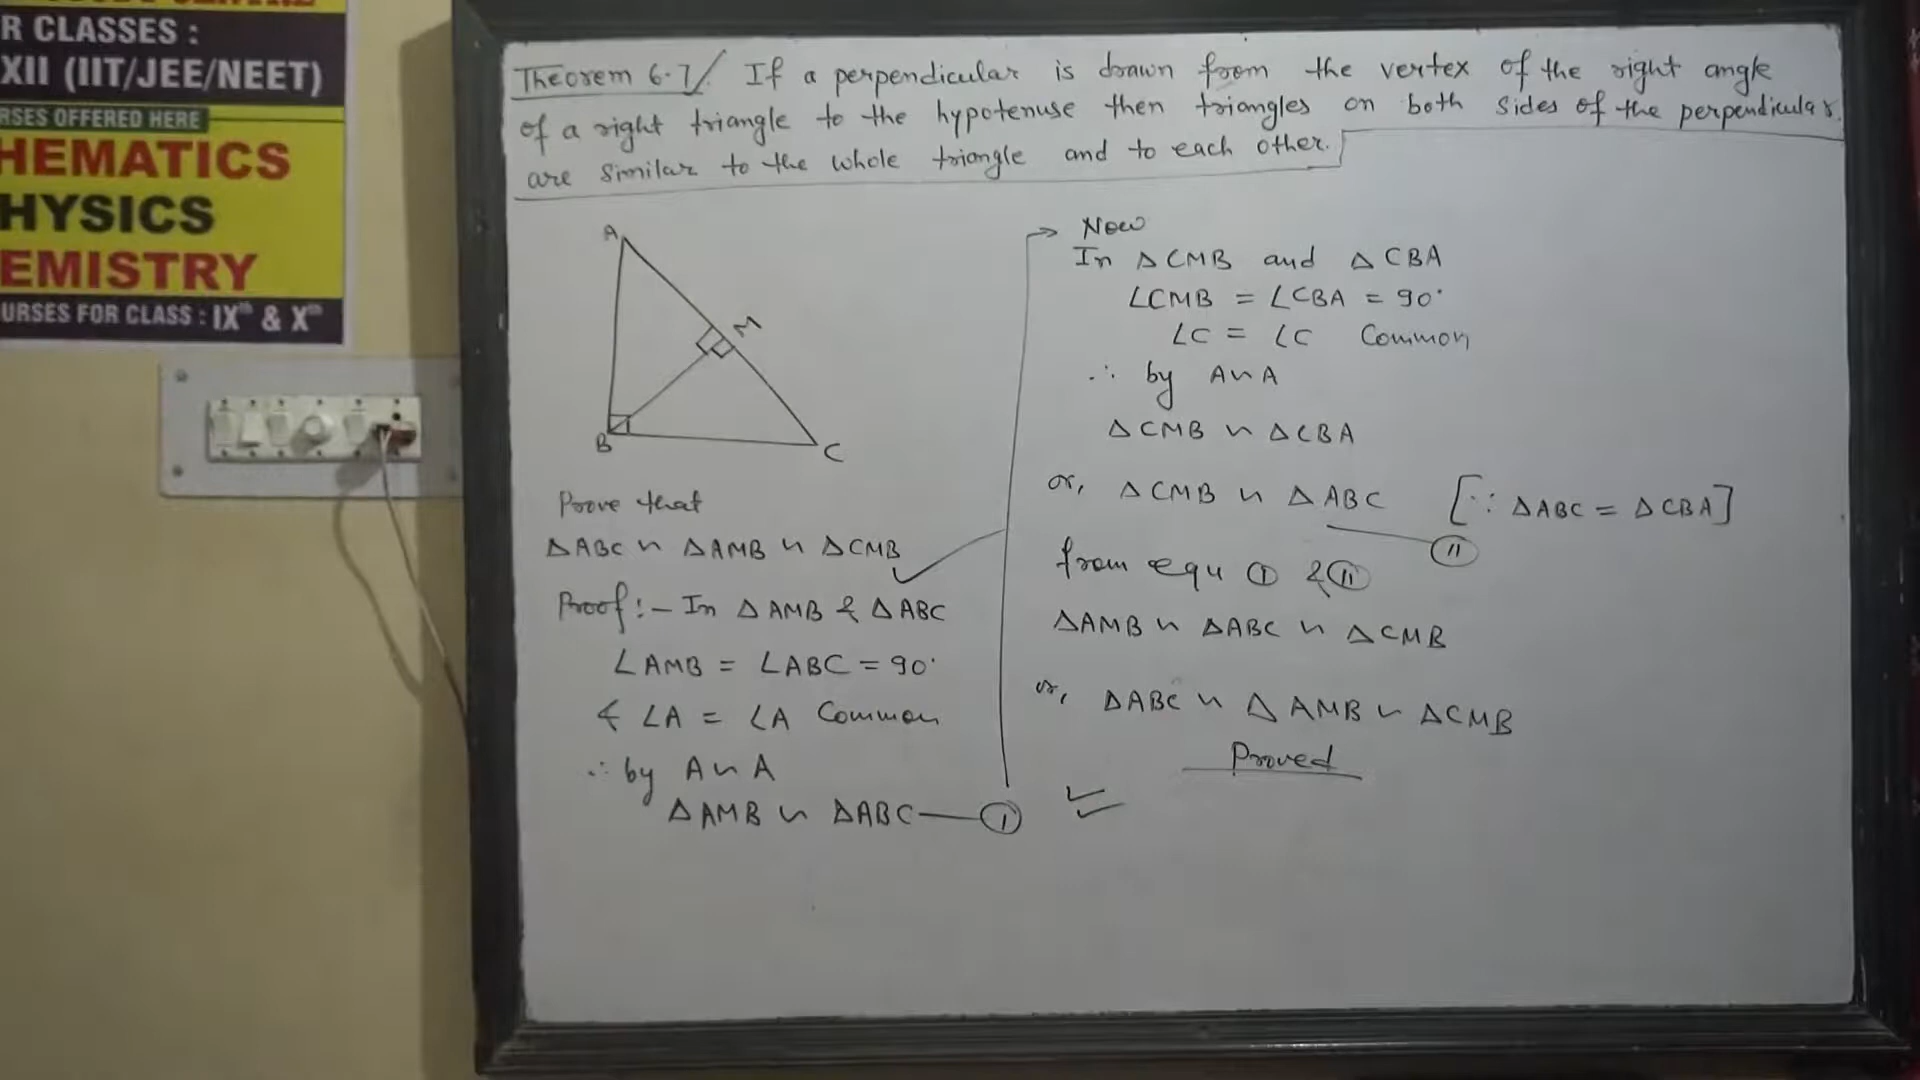 R CLASSES :
XII (IIT/JEE/NEET)
RSES OFFERED HERE
HEMATICS
HYSICS
EMISTRY
URSES FOR CLASS : IXth & Xth
Theorem 6.7/. If a perpendicular is drawn from the vertex of the right angle
of a right triangle to the hypotenuse then triangles on both sides of the perpendicular
are similar to the whole triangle and to each other.
A
M
B
C
Prove that
ΔABC ∽ ΔAMB ∽ ΔCMB
Proof :- In ΔAMB & ΔABC
∠AMB = ∠ABC = 90°
& ∠A = ∠A Common
∴ by A∽A
ΔAMB ∽ ΔABC — I
→ Now
In ΔCMB and ΔCBA
∠CMB = ∠CBA = 90°
∠C = ∠C Common
∴ by A∽A
ΔCMB ∽ ΔCBA
or, ΔCMB ∽ ΔABC [∵ ΔABC = ΔCBA]
— II
from equ I & II
ΔAMB ∽ ΔABC ∽ ΔCMB
or, ΔABC ∽ ΔAMB ∽ ΔCMB
Proved